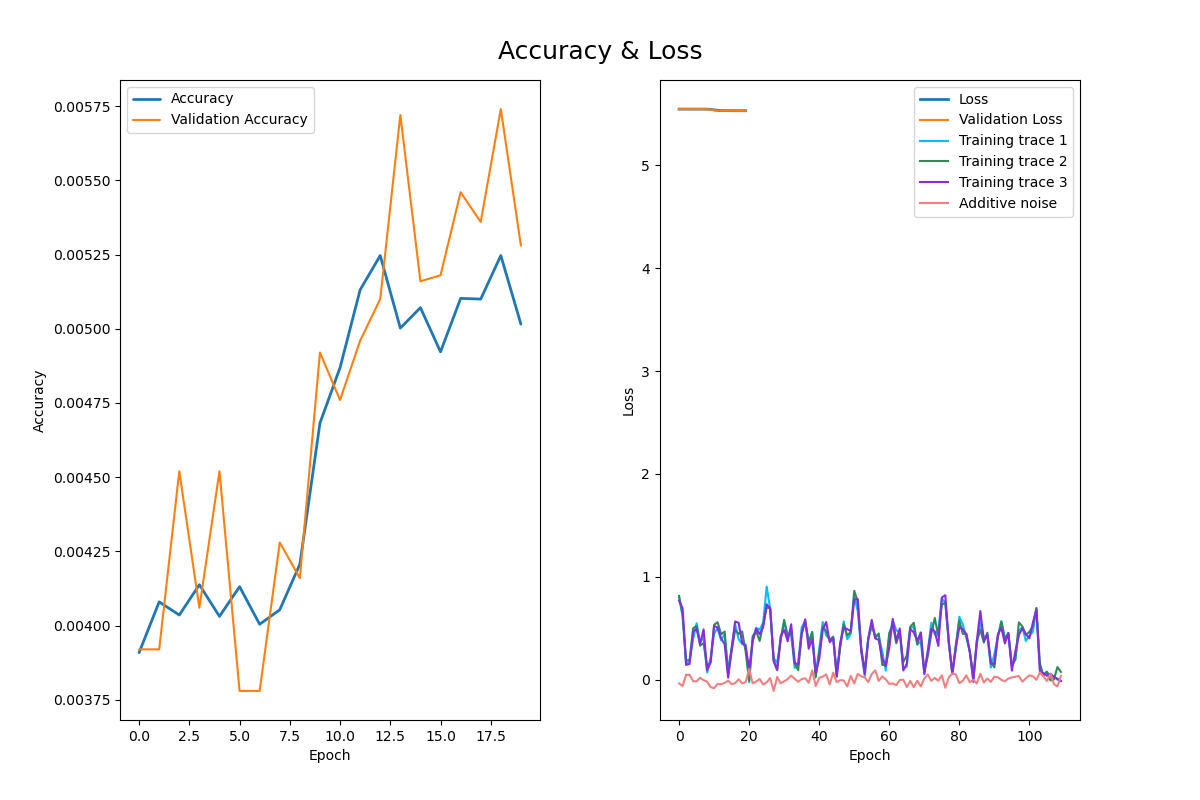 Accuracy & Loss
Accuracy
Validation Accuracy
0.00575
0.00550
0.00525
0.00500
0.00475
0.00450
0.00425
0.00400
0.00375
Accuracy
0.0
2.5
5.0
7.5
10.0
12.5
15.0
17.5
Epoch
Loss
Validation Loss
Training trace 1
Training trace 2
Training trace 3
Additive noise
5
4
3
2
1
0
Loss
0
20
40
60
80
100
Epoch